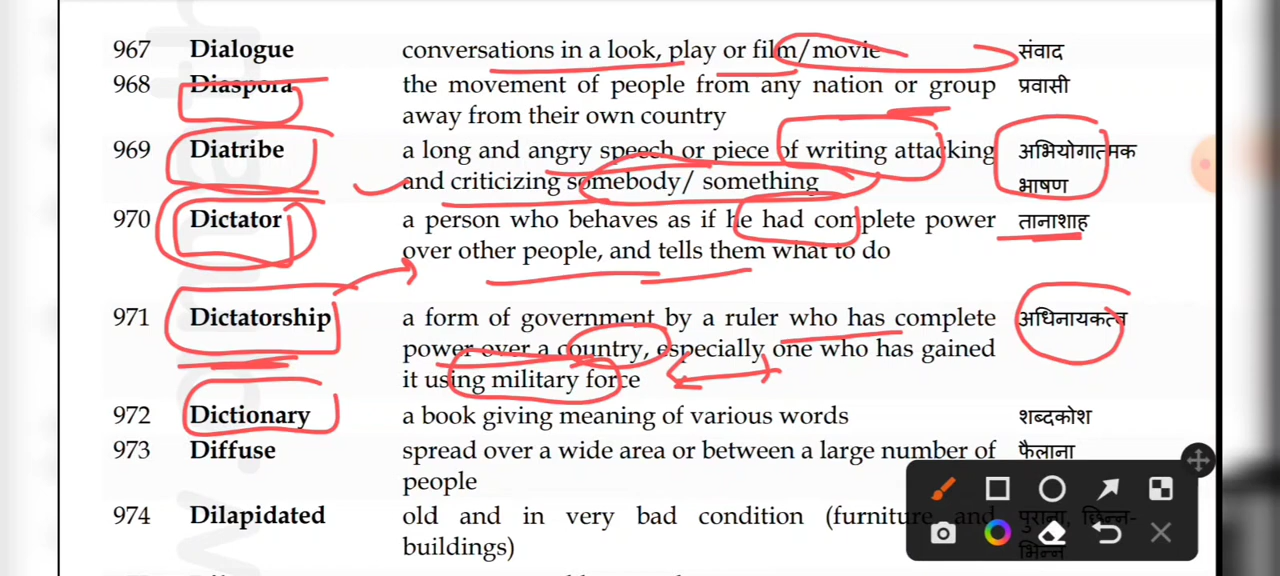 967 Dialogue conversations in a look, play or film/movie संवाद
968 Diaspora the movement of people from any nation or group प्रवासी
away from their own country
969 Diatribe a long and angry speech or piece of writing attacking अभियोगात्मक
and criticizing somebody/ something भाषण
970 Dictator a person who behaves as if he had complete power तानाशाह
over other people, and tells them what to do
971 Dictatorship a form of government by a ruler who has complete अधिनायकत्व
power over a country, especially one who has gained
it using military force
972 Dictionary a book giving meaning of various words शब्दकोश
973 Diffuse spread over a wide area or between a large number of फैलाना
people
974 Dilapidated old and in very bad condition (furniture and पुराना, छिन्न-
buildings) भिन्न